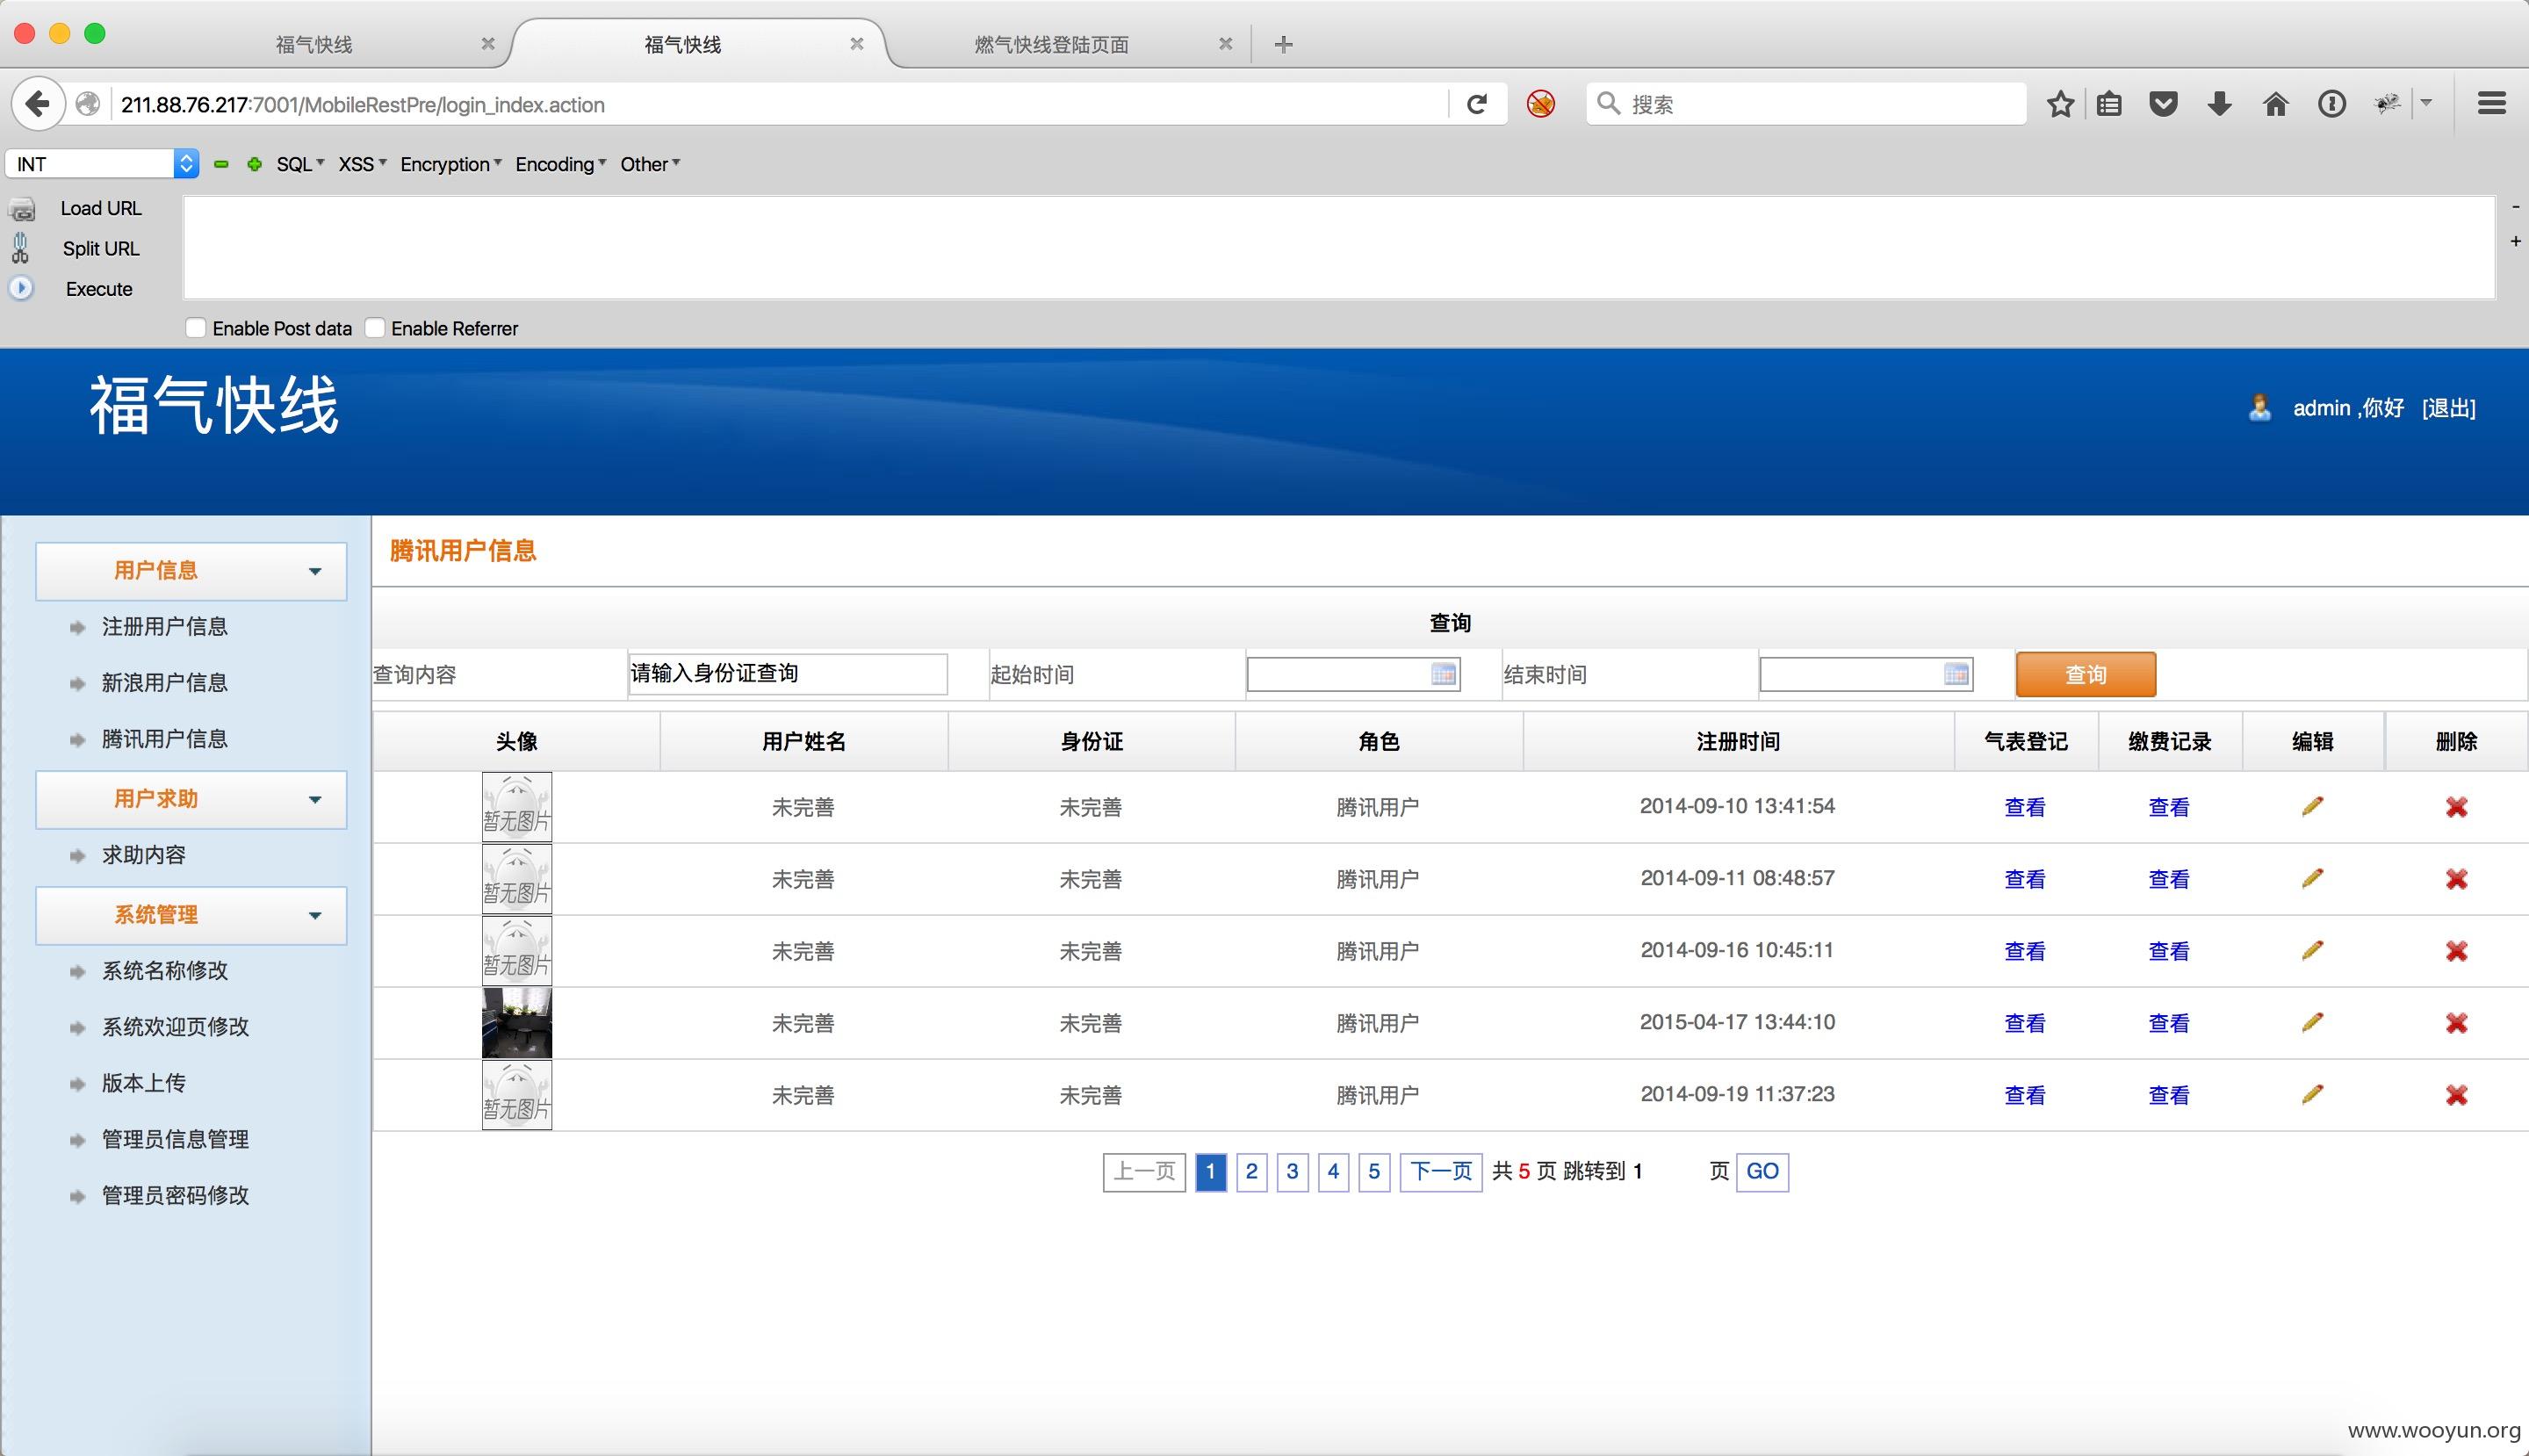 福气快线
福气快线
燃气快线登陆页面
211.88.76.217:7001/MobileRestPre/login_index.action
搜索
INT
SQL
XSS
Encryption
Encoding
Other
Load URL
Split URL
Execute
-
+
Enable Post data
Enable Referrer
福气快线
admin ,你好 [退出]
用户信息
注册用户信息
新浪用户信息
腾讯用户信息
用户求助
求助内容
系统管理
系统名称修改
系统欢迎页修改
版本上传
管理员信息管理
管理员密码修改
腾讯用户信息
查询
查询内容 请输入身份证查询 起始时间 结束时间 查询
头像 用户姓名 身份证 角色 注册时间 气表登记 缴费记录 编辑 删除
暂无图片 未完善 未完善 腾讯用户 2014-09-10 13:41:54 查看 查看
暂无图片 未完善 未完善 腾讯用户 2014-09-11 08:48:57 查看 查看
暂无图片 未完善 未完善 腾讯用户 2014-09-16 10:45:11 查看 查看
未完善 未完善 腾讯用户 2015-04-17 13:44:10 查看 查看
暂无图片 未完善 未完善 腾讯用户 2014-09-19 11:37:23 查看 查看
上一页 1 2 3 4 5 下一页 共 5 页 跳转到 1 页 GO
www.wooyun.org